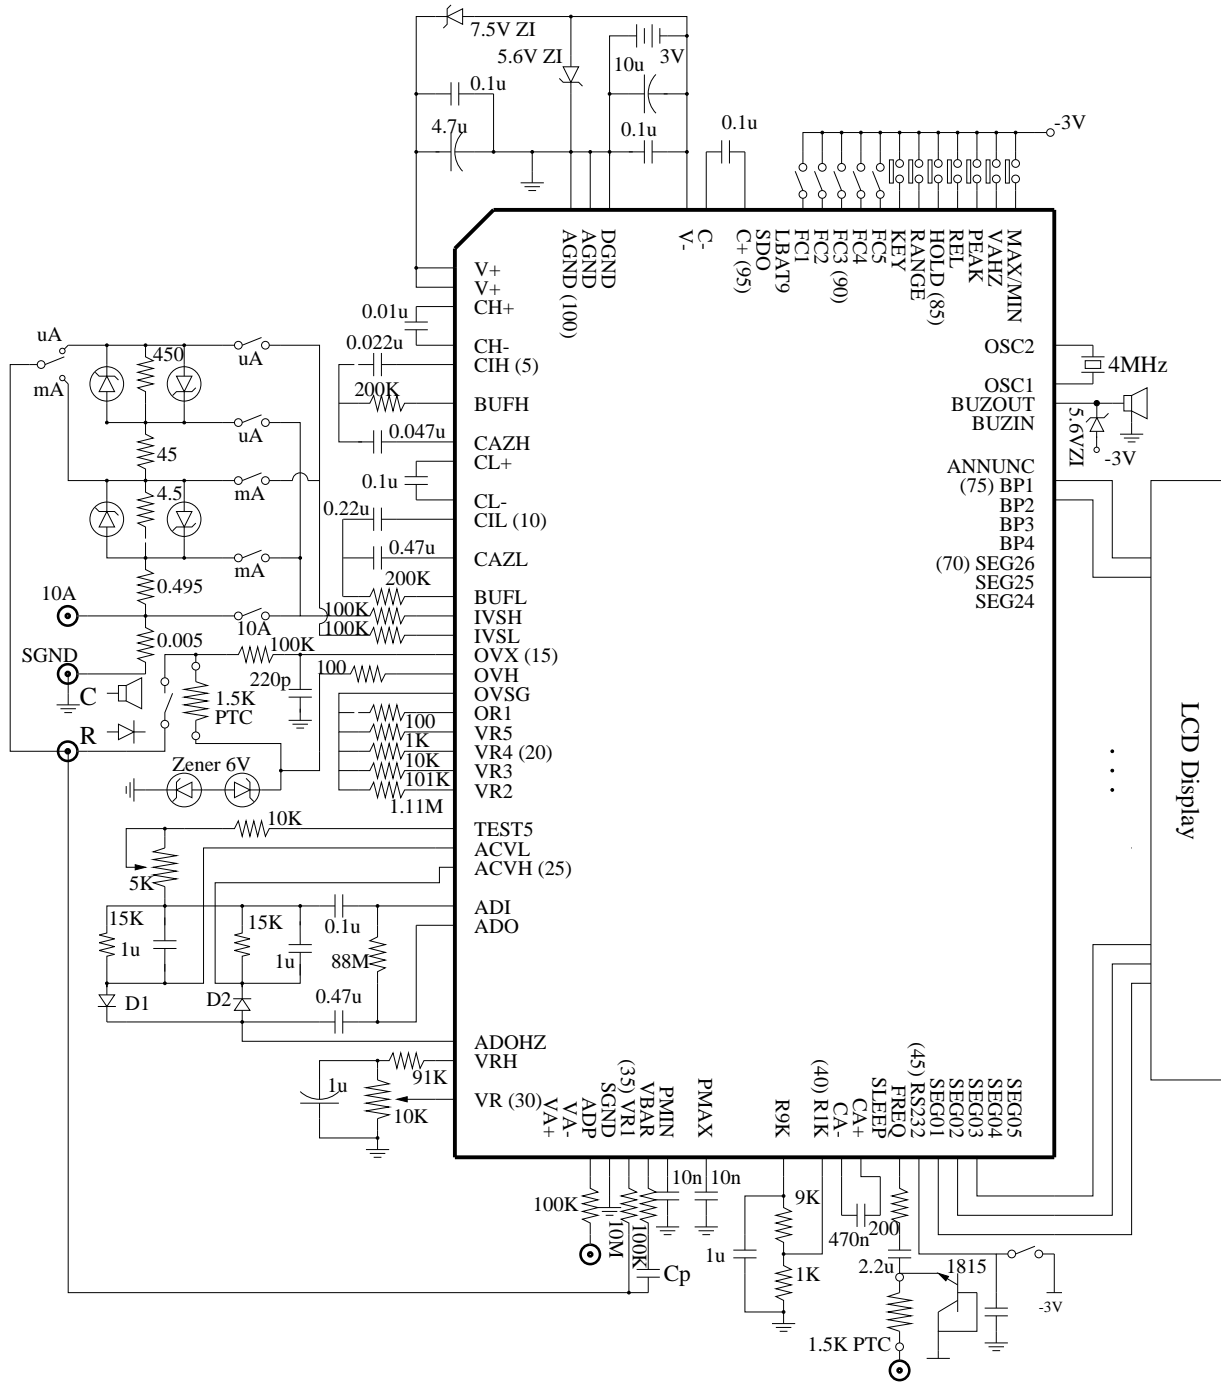 7.5V ZI
5.6V ZI
3V
10u
0.1u
4.7u
0.1u
0.1u
-3V
AGND (100)
AGND
DGND
V-
C-
C+ (95)
SDO
LBAT9
FC1
FC2
FC3 (90)
FC4
FC5
KEY
RANGE
HOLD (85)
REL
PEAK
VAHZ
MAX/MIN
V+
V+
CH+
0.01u
CH-
0.022u
CIH (5)
200K
BUFH
0.047u
CAZH
CL+
0.1u
CL-
0.22u
CIL (10)
0.47u
CAZL
200K
BUFL
100K
IVSH
100K
IVSL
100K
OVX (15)
100
OVH
220p
OVSG
OR1
100
VR5
1K
VR4 (20)
10K
VR3
101K
VR2
1.11M
uA
mA
450
uA
uA
45
mA
4.5
mA
0.495
10A
10A
0.005
SGND
C
R
1.5K
PTC
Zener 6V
10K
TEST5
ACVL
ACVH (25)
5K
15K
1u
15K
1u
0.1u
ADI
ADO
88M
D1
D2
0.47u
ADOHZ
VRH
91K
1u
10K
VR (30)
OSC2
4MHz
OSC1
BUZOUT
BUZIN
5.6VZI
-3V
ANNUNC
(75) BP1
BP2
BP3
BP4
(70) SEG26
SEG25
SEG24
LCD Display
VA+
VA-
ADP
SGND
(35) VR1
VBAR
PMIN
PMAX
R9K
(40) R1K
CA-
CA+
SLEEP
FREQ
(45) RS232
SEG01
SEG02
SEG03
SEG04
SEG05
100K
10M
100K
Cp
10n
10n
9K
1u
1K
470n
200
2.2u
1815
-3V
1.5K PTC